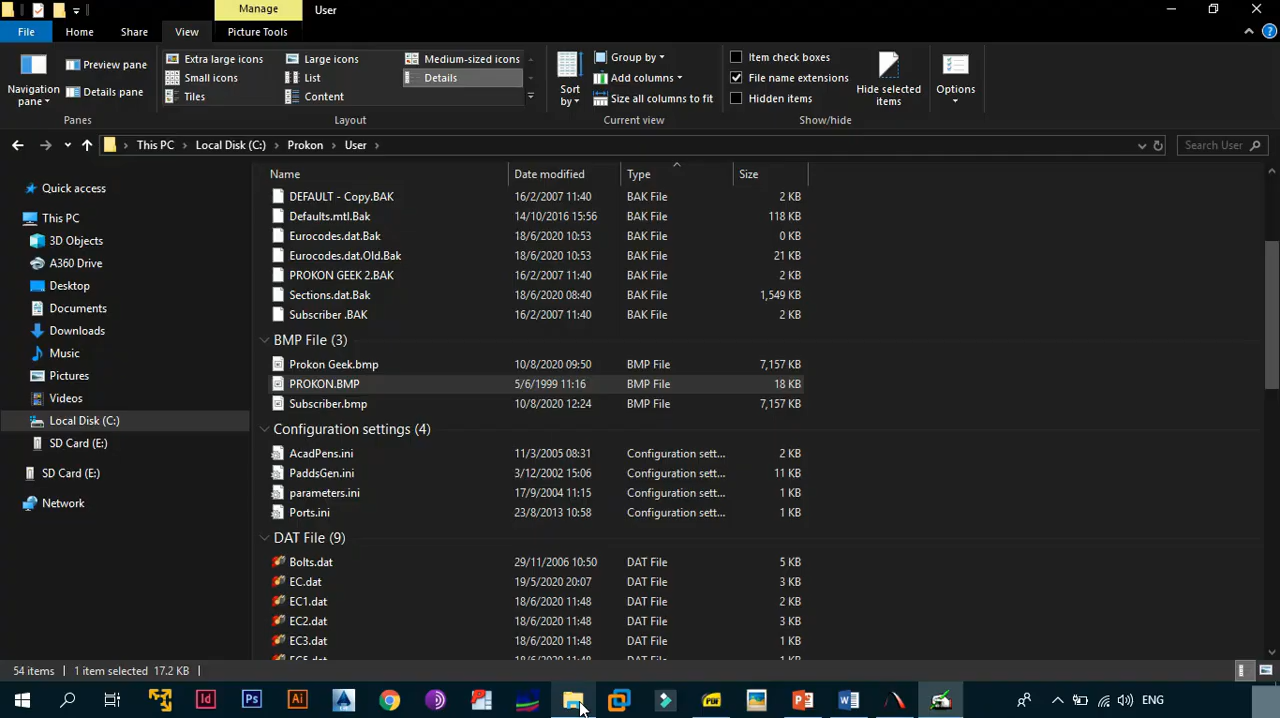 Manage
User
File
Home
Share
View
Picture Tools
Navigation pane
Preview pane
Details pane
Panes
Extra large icons
Large icons
Medium-sized icons
Small icons
List
Details
Tiles
Content
Layout
Sort by
Group by
Add columns
Size all columns to fit
Current view
Item check boxes
File name extensions
Hidden items
Hide selected items
Show/hide
Options
This PC > Local Disk (C:) > Prokon > User >
Search User
Quick access
This PC
3D Objects
A360 Drive
Desktop
Documents
Downloads
Music
Pictures
Videos
Local Disk (C:)
SD Card (E:)
SD Card (E:)
Network
Name Date modified Type Size
DEFAULT - Copy.BAK 16/2/2007 11:40 BAK File 2 KB
Defaults.mtl.Bak 14/10/2016 15:56 BAK File 118 KB
Eurocodes.dat.Bak 18/6/2020 10:53 BAK File 0 KB
Eurocodes.dat.Old.Bak 18/6/2020 10:53 BAK File 21 KB
PROKON GEEK 2.BAK 16/2/2007 11:40 BAK File 2 KB
Sections.dat.Bak 18/6/2020 08:40 BAK File 1,549 KB
Subscriber .BAK 16/2/2007 11:40 BAK File 2 KB
BMP File (3)
Prokon Geek.bmp 10/8/2020 09:50 BMP File 7,157 KB
PROKON.BMP 5/6/1999 11:16 BMP File 18 KB
Subscriber.bmp 10/8/2020 12:24 BMP File 7,157 KB
Configuration settings (4)
AcadPens.ini 11/3/2005 08:31 Configuration sett... 2 KB
PaddsGen.ini 3/12/2002 15:06 Configuration sett... 11 KB
parameters.ini 17/9/2004 11:15 Configuration sett... 1 KB
Ports.ini 23/8/2013 10:58 Configuration sett... 1 KB
DAT File (9)
Bolts.dat 29/11/2006 10:50 DAT File 5 KB
EC.dat 19/5/2020 20:07 DAT File 3 KB
EC1.dat 18/6/2020 11:48 DAT File 2 KB
EC2.dat 18/6/2020 11:48 DAT File 3 KB
EC3.dat 18/6/2020 11:48 DAT File 1 KB
54 items 1 item selected 17.2 KB
Id Ps Ai
PDF
ENG